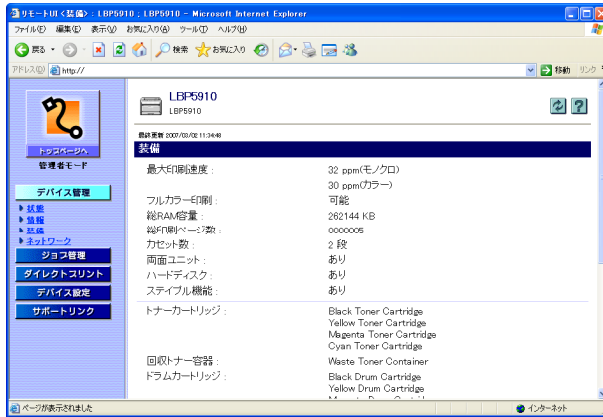 リモートUI <装備> : LBP5910 ; LBP5910 - Microsoft Internet Explorer
ファイル(F) 編集(E) 表示(V) お気に入り(A) ツール(T) ヘルプ(H)
戻る 検索 お気に入り
アドレス(D) http:// 移動 リンク
LBP5910
LBP5910
最終更新 2007/03/02 11:34:48
トップページへ
管理者モード
装備
デバイス管理
状態
情報
装備
ネットワーク
ジョブ管理
ダイレクトプリント
デバイス設定
サポートリンク
最大印刷速度 : 32 ppm(モノクロ)
30 ppm(カラー)
フルカラー印刷 : 可能
総RAM容量 : 262144 KB
総印刷ページ数 : 0000005
カセット数 : 2 段
両面ユニット : あり
ハードディスク : あり
ステイプル機能 : あり
トナーカートリッジ : Black Toner Cartridge
Yellow Toner Cartridge
Magenta Toner Cartridge
Cyan Toner Cartridge
回収トナー容器 : Waste Toner Container
ドラムカートリッジ : Black Drum Cartridge
Yellow Drum Cartridge
ページが表示されました インターネット